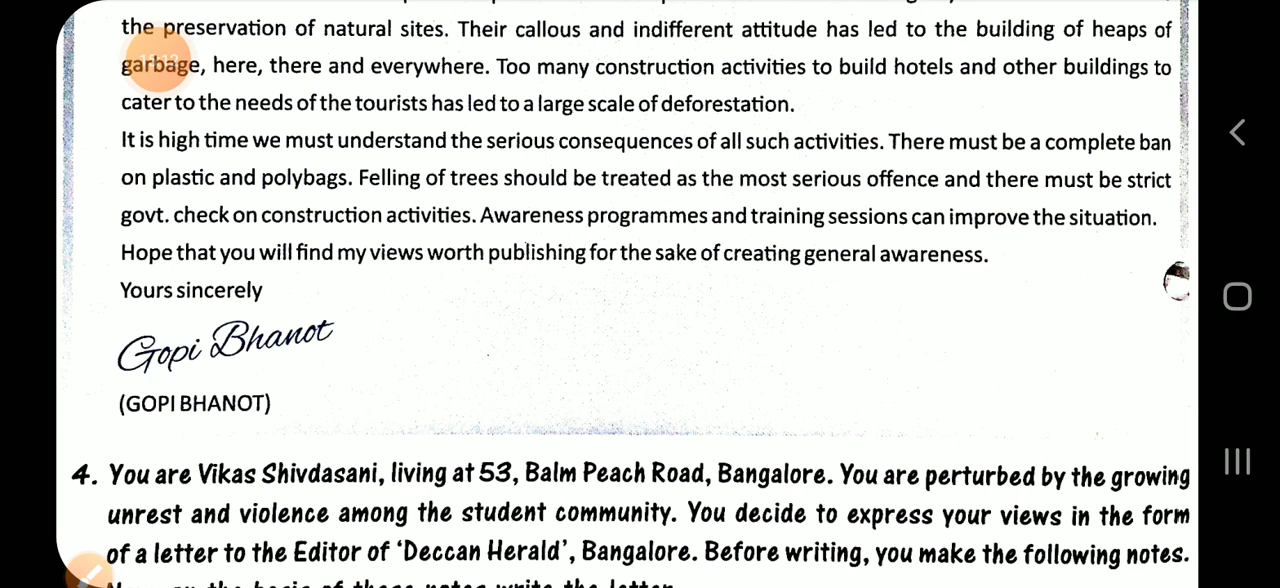 the preservation of natural sites. Their callous and indifferent attitude has led to the building of heaps of
garbage, here, there and everywhere. Too many construction activities to build hotels and other buildings to
cater to the needs of the tourists has led to a large scale of deforestation.
It is high time we must understand the serious consequences of all such activities. There must be a complete ban
on plastic and polybags. Felling of trees should be treated as the most serious offence and there must be strict
govt. check on construction activities. Awareness programmes and training sessions can improve the situation.
Hope that you will find my views worth publishing for the sake of creating general awareness.
Yours sincerely
Gopi Bhanot
(GOPI BHANOT)
4. You are Vikas Shivdasani, living at 53, Balm Peach Road, Bangalore. You are perturbed by the growing
unrest and violence among the student community. You decide to express your views in the form
of a letter to the Editor of 'Deccan Herald', Bangalore. Before writing, you make the following notes.